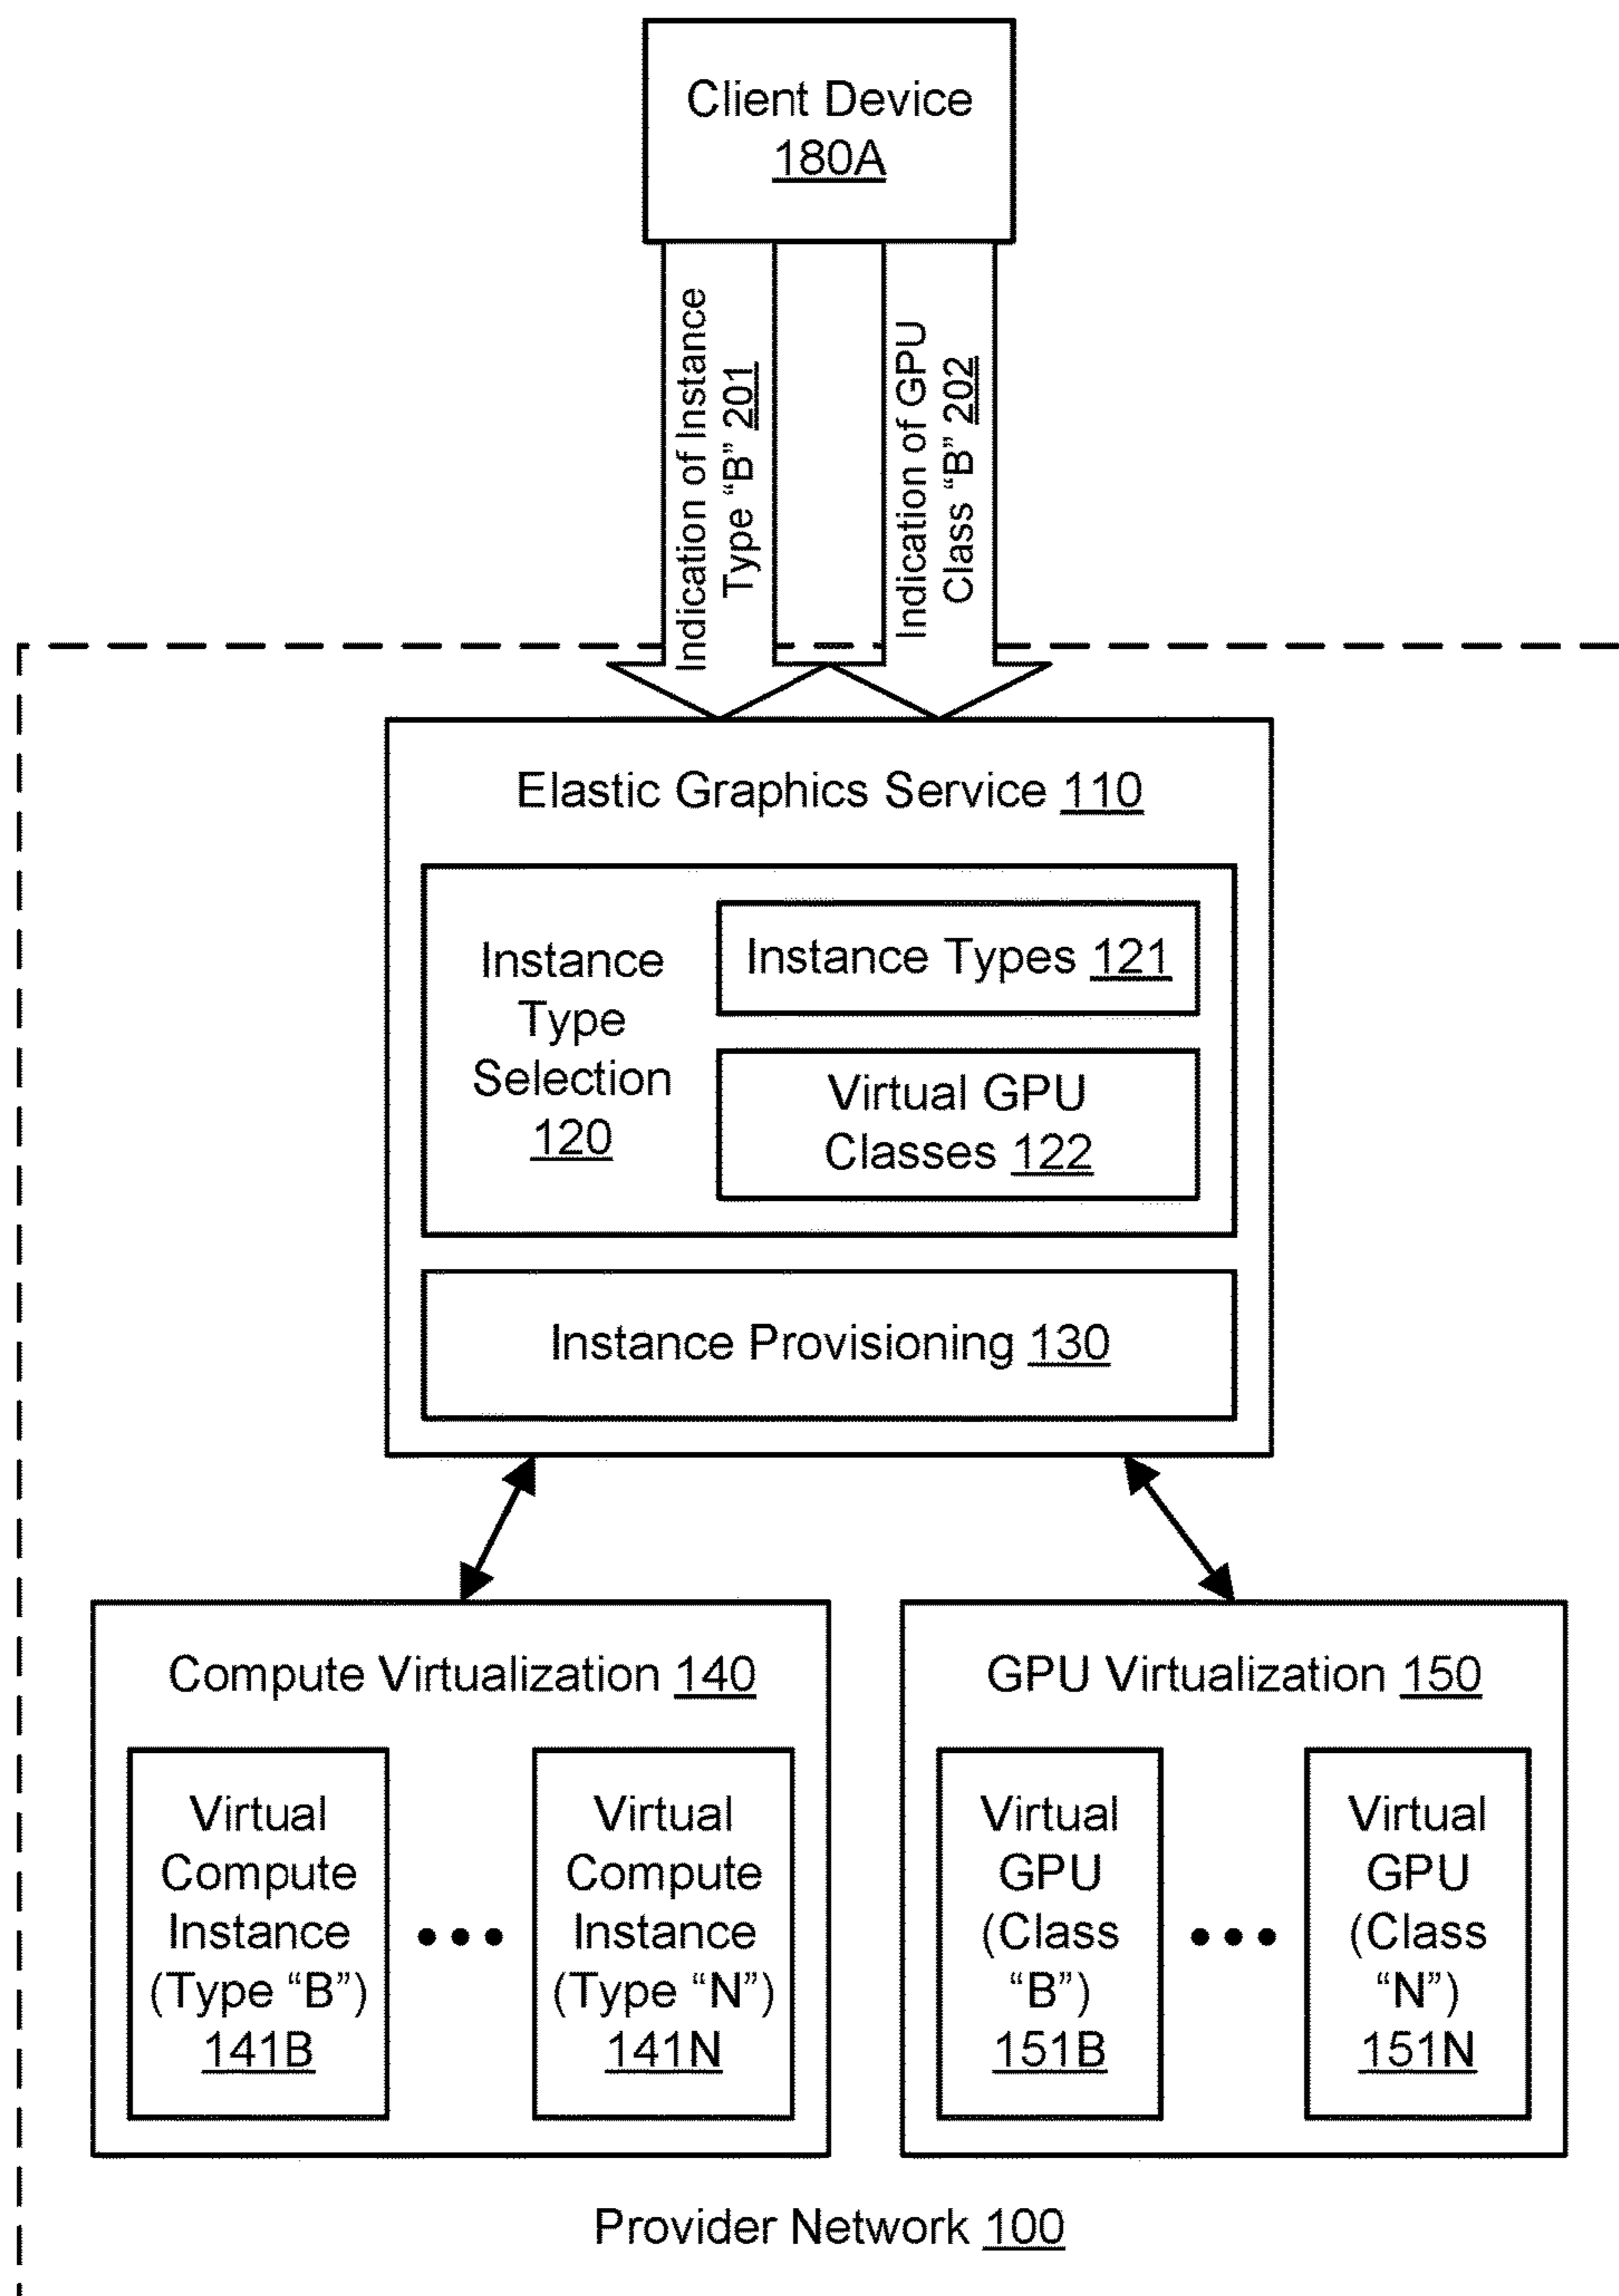 Client Device
180A
Indication of Instance
Type “B” 201
Indication of GPU
Class “B” 202
Elastic Graphics Service 110
Instance
Type
Selection
120
Instance Types 121
Virtual GPU
Classes 122
Instance Provisioning 130
Compute Virtualization 140
Virtual
Compute
Instance
(Type “B”)
141B
Virtual
Compute
Instance
(Type “N”)
141N
GPU Virtualization 150
Virtual
GPU
(Class
“B”)
151B
Virtual
GPU
(Class
“N”)
151N
Provider Network 100